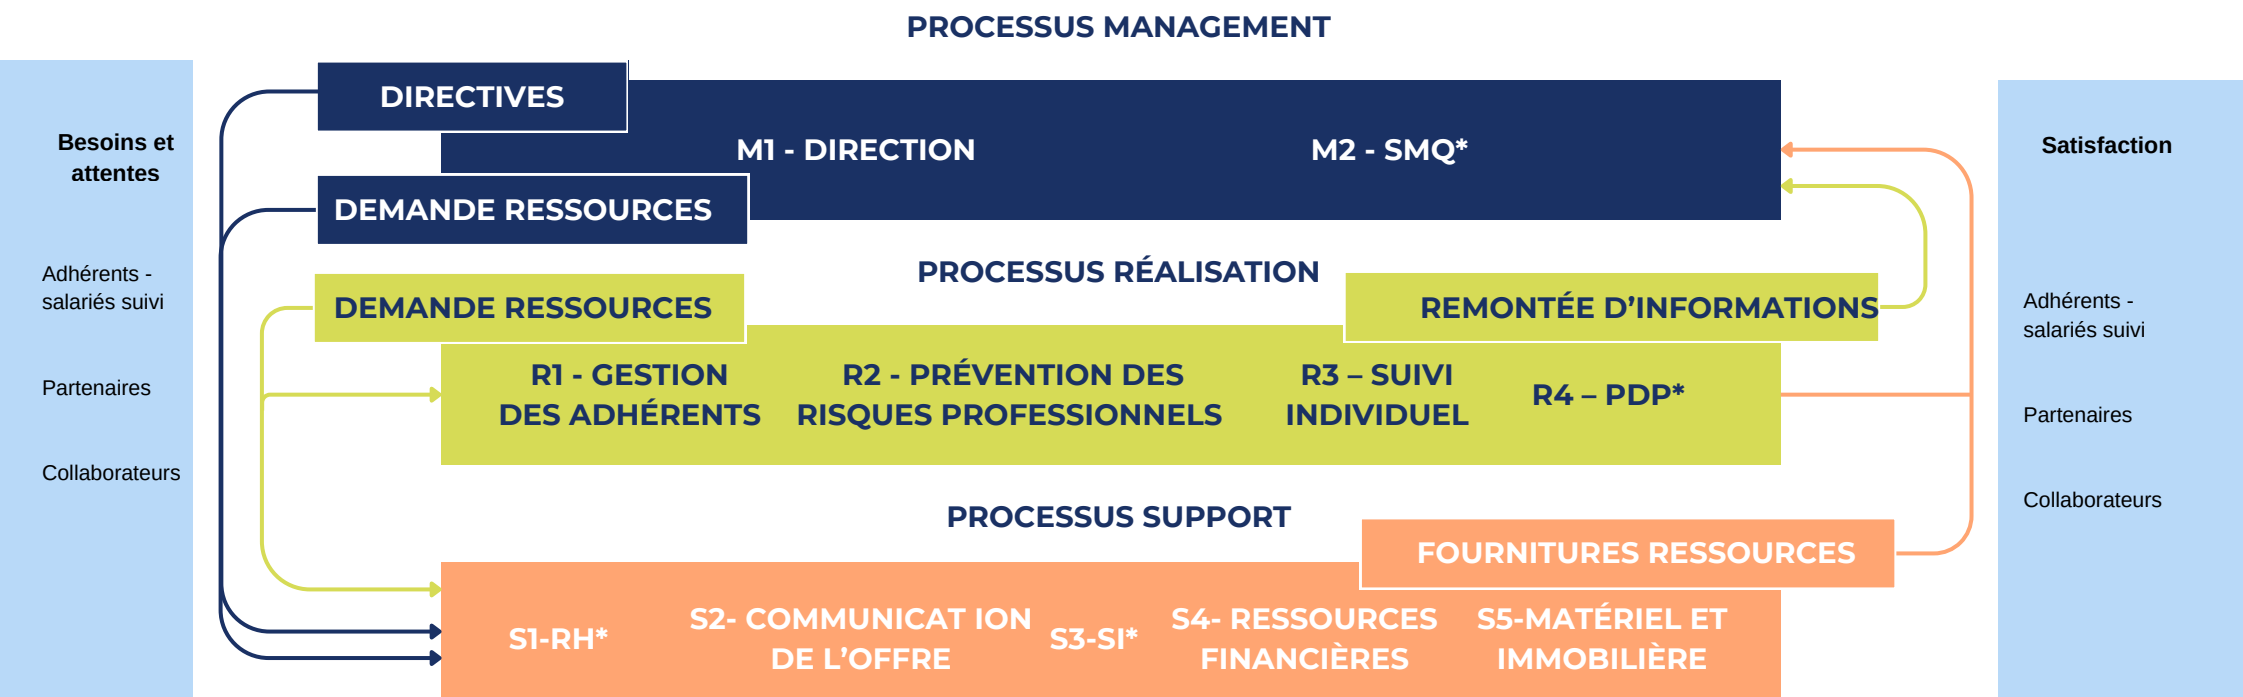 PROCESSUS MANAGEMENT
DIRECTIVES
M1 - DIRECTION
M2 - SMQ*
DEMANDE RESSOURCES
Besoins et
attentes
Adhérents -
salariés suivi
Partenaires
Collaborateurs
PROCESSUS RÉALISATION
DEMANDE RESSOURCES
REMONTÉE D’INFORMATIONS
R1 - GESTION
DES ADHÉRENTS
R2 - PRÉVENTION DES
RISQUES PROFESSIONNELS
R3 – SUIVI
INDIVIDUEL
R4 – PDP*
PROCESSUS SUPPORT
FOURNITURES RESSOURCES
S1-RH*
S2- COMMUNICAT ION
DE L’OFFRE
S3-SI*
S4- RESSOURCES
FINANCIÈRES
S5-MATÉRIEL ET
IMMOBILIÈRE
Satisfaction
Adhérents -
salariés suivi
Partenaires
Collaborateurs